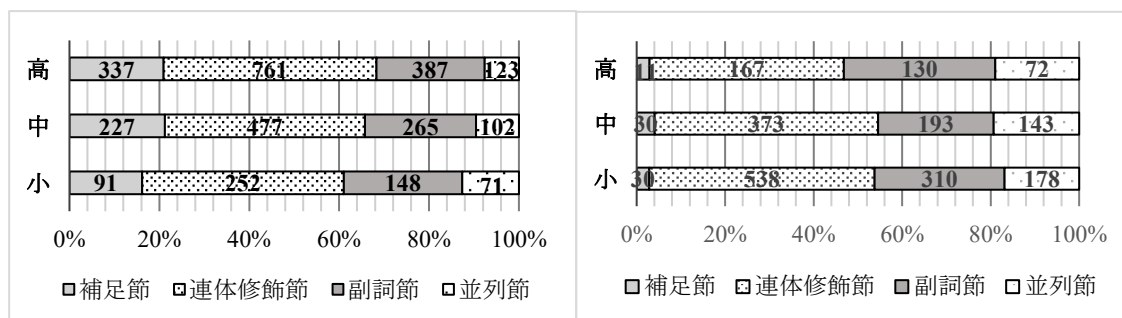 高 337 761 387 123
中 227 477 265 102
小 91 252 148 71
0% 20% 40% 60% 80% 100%
補足節 連体修飾節 副詞節 並列節
高 11 167 130 72
中 30 373 193 143
小 30 538 310 178
0% 20% 40% 60% 80% 100%
補足節 連体修飾節 副詞節 並列節